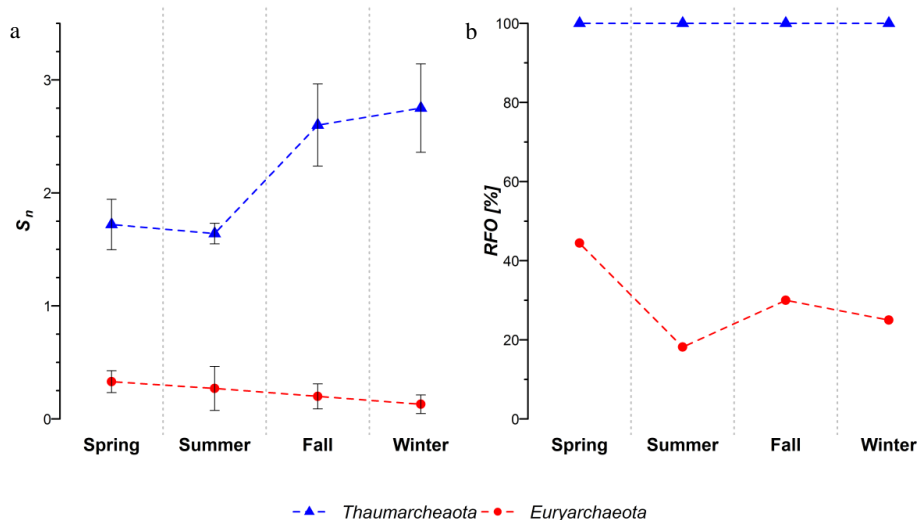 a
3
2
1
0
S n
Spring Summer Fall Winter
b
100
80
60
40
20
0
RFO [%]
Spring Summer Fall Winter
Thaumarcheaota Euryarchaeota